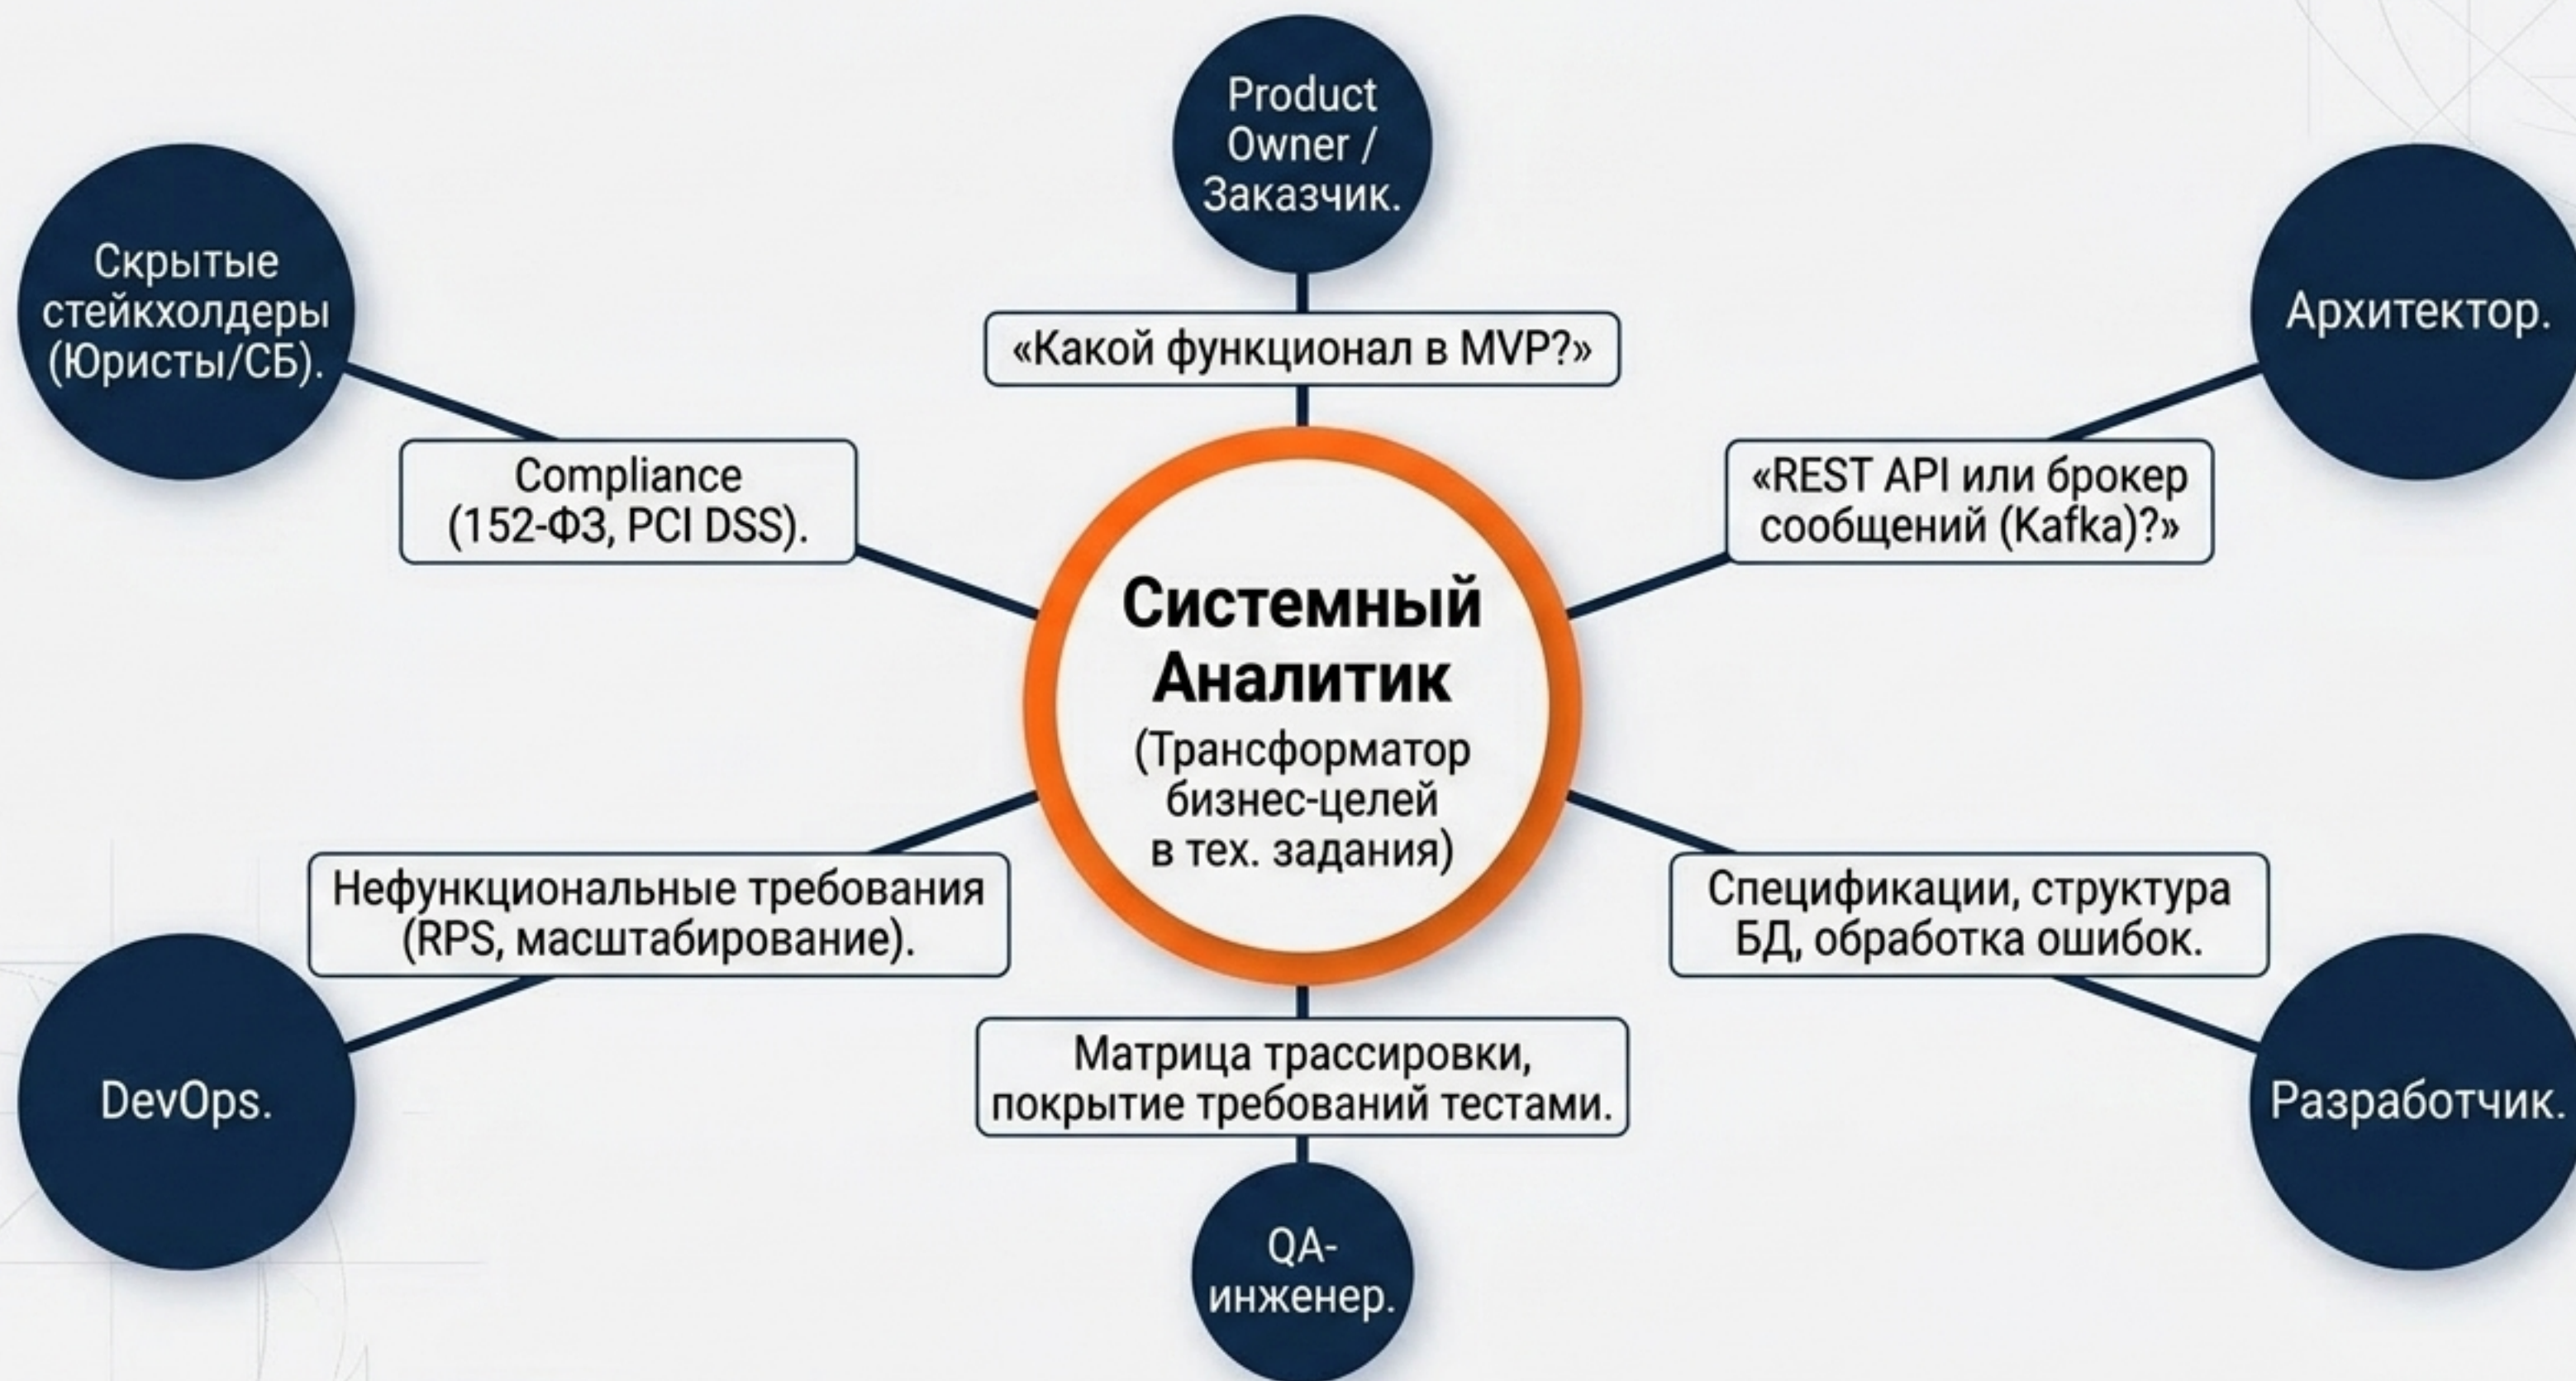 Product
Owner /
Заказчик.
«Какой функционал в MVP?»
Скрытые
стейкхолдеры
(Юристы/СБ).
Compliance
(152-ФЗ, PCI DSS).
Архитектор.
«REST API или брокер
сообщений (Kafka)?»
Системный
Аналитик
(Трансформатор
бизнес-целей
в тех. задания)
Нефункциональные требования
(RPS, масштабирование).
DevOps.
Спецификации, структура
БД, обработка ошибок.
Разработчик.
Матрица трассировки,
покрытие требований тестами.
QA-
инженер.